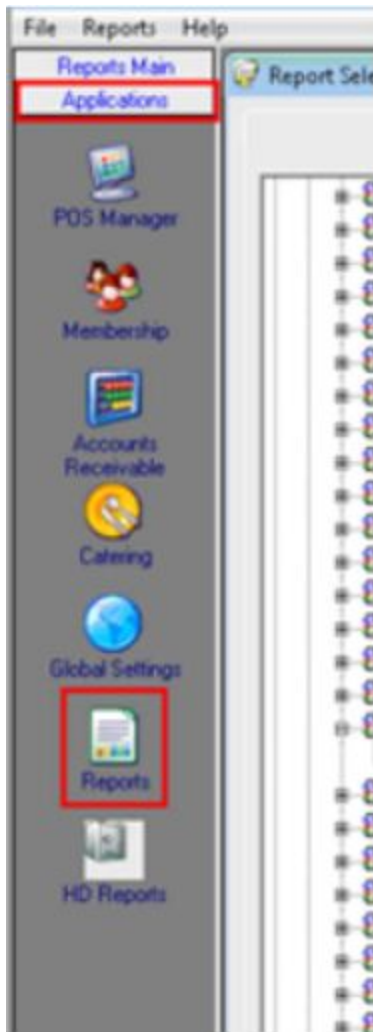 File Reports Help
Reports Main
Applications
Report Sele
POS Manager
Membership
Accounts
Receivable
Catering
Global Settings
Reports
HD Reports